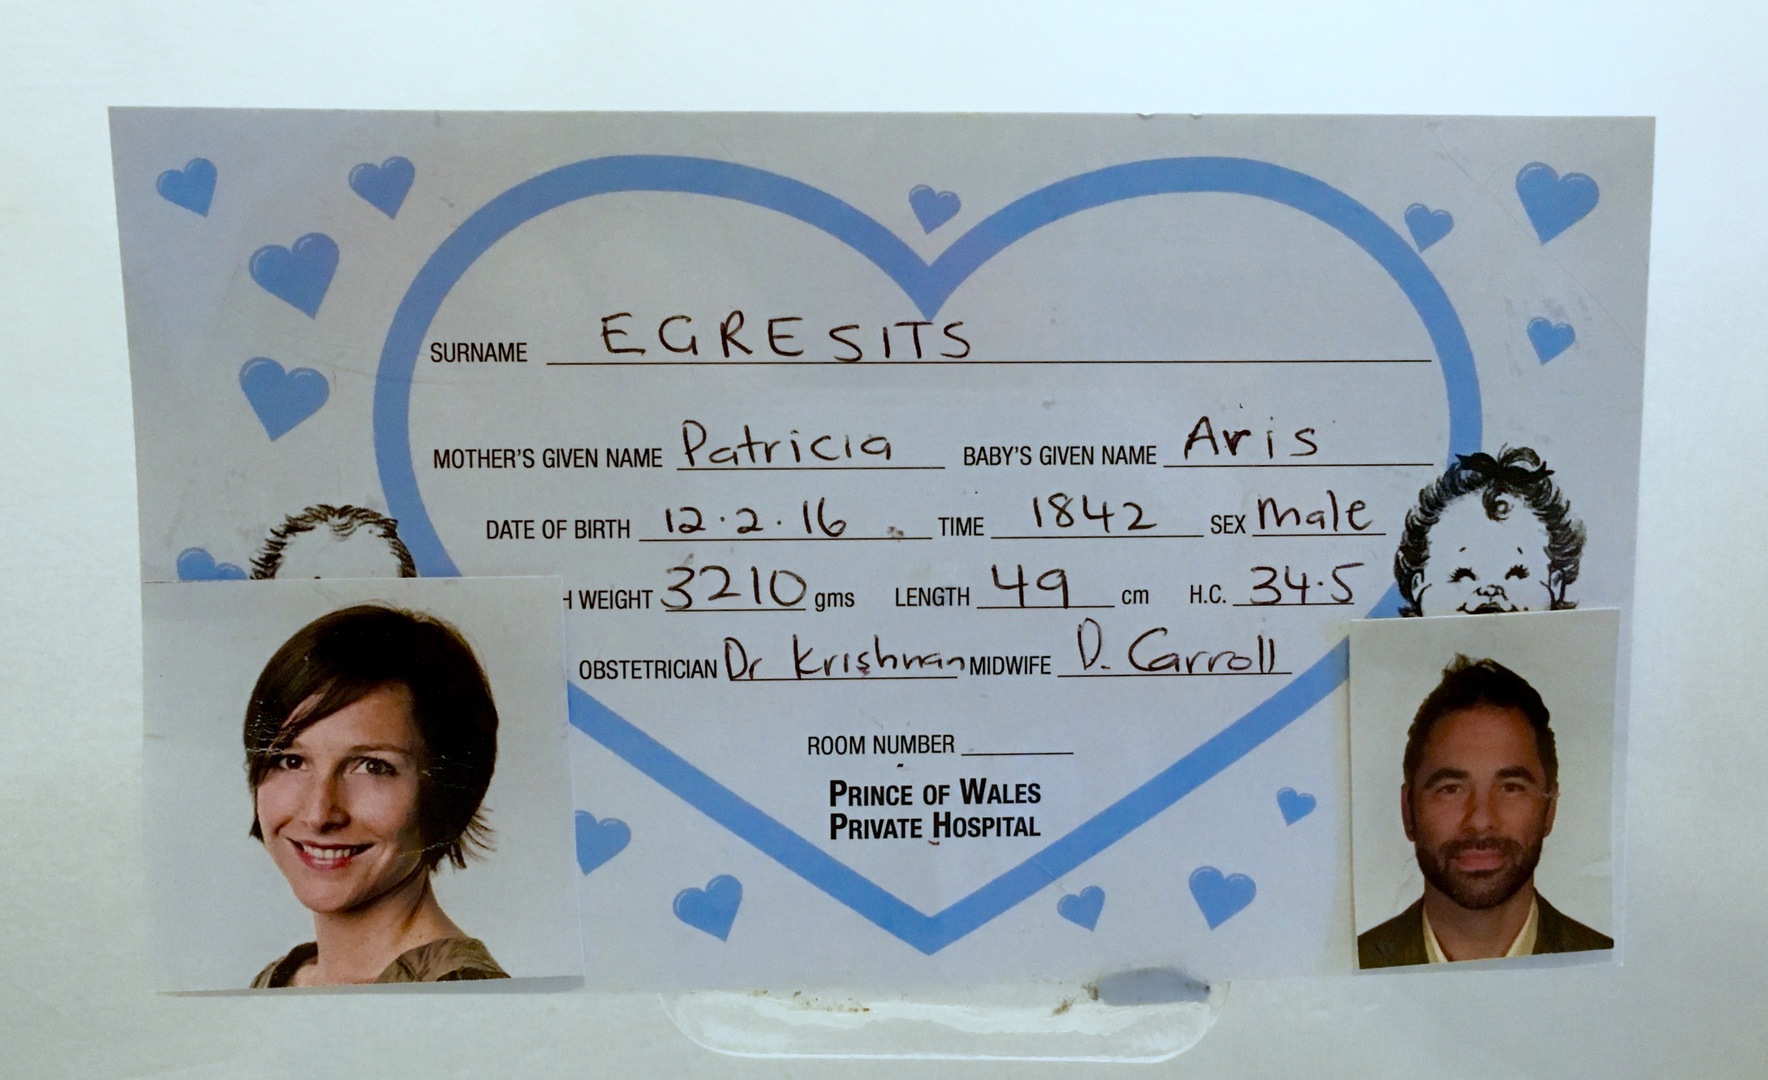 SURNAME EGRESITS
MOTHER'S GIVEN NAME Patricia BABY'S GIVEN NAME Aris
DATE OF BIRTH 12.2.16 TIME 1842 SEX Male
WEIGHT 3210 gms LENGTH 49 cm H.C. 34.5
OBSTETRICIAN Dr Krishnan MIDWIFE D. Carroll
ROOM NUMBER
PRINCE OF WALES
PRIVATE HOSPITAL